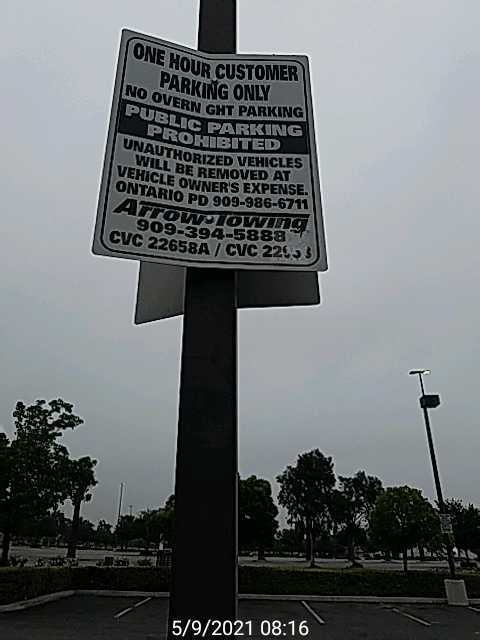 ONE HOUR CUSTOMER
PARKING ONLY
NO OVERN GHT PARKING
PUBLIC PARKING
PROHIBITED
UNAUTHORIZED VEHICLES
WILL BE REMOVED AT
VEHICLE OWNER'S EXPENSE.
ONTARIO PD 909-986-6711
Arrow Towing
909-394-5888
CVC 22658A / CVC
5/9/2021 08:16